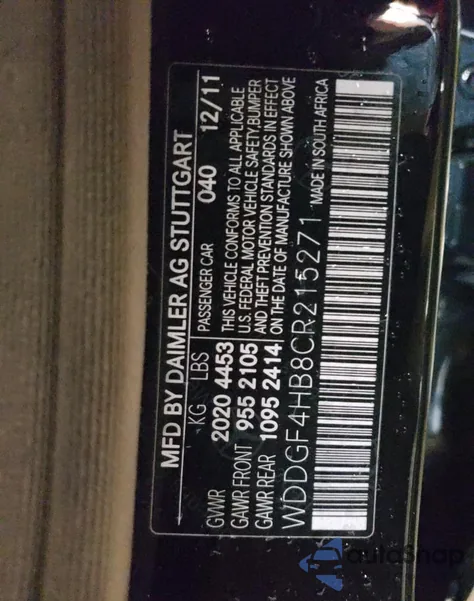 MFD BY DAIMLER AG STUTTGART
KG LBS PASSENGER CAR 040 12/11
GVWR 2020 4453 THIS VEHICLE CONFORMS TO ALL APPLICABLE
GAWR FRONT 955 2105 U.S. FEDERAL MOTOR VEHICLE SAFETY,BUMPER
GAWR REAR 1095 2414 AND THEFT PREVENTION STANDARDS IN EFFECT
ON THE DATE OF MANUFACTURE SHOWN ABOVE
WDDGF4HB8CR215271 MADE IN SOUTH AFRICA
autoSnap